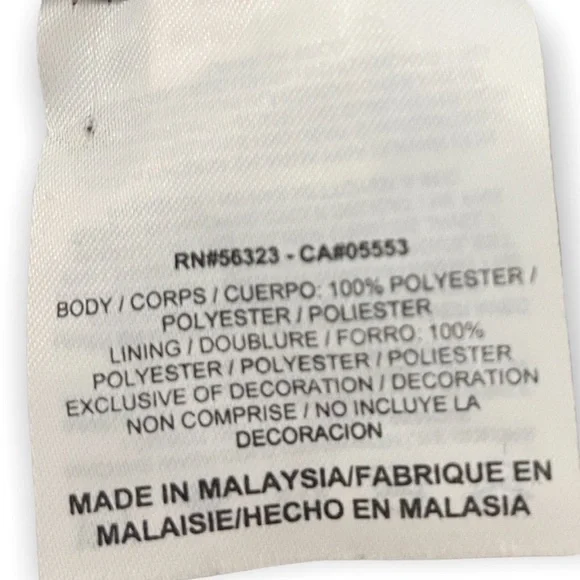 RN#56323 - CA#05553
BODY / CORPS / CUERPO: 100% POLYESTER /
POLYESTER / POLIESTER
LINING / DOUBLURE / FORRO: 100%
POLYESTER / POLYESTER / POLIESTER
EXCLUSIVE OF DECORATION / DECORATION
NON COMPRISE / NO INCLUYE LA
DECORACION
MADE IN MALAYSIA/FABRIQUE EN
MALAISIE/HECHO EN MALASIA